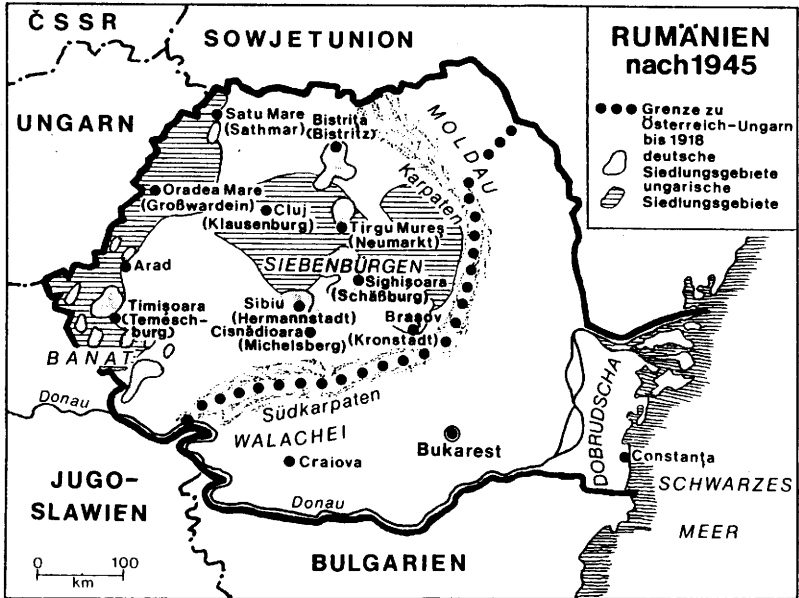 ČSSR
SOWJETUNION
UNGARN
RUMÄNIEN
nach 1945
Grenze zu
Österreich-Ungarn
bis 1918
deutsche
Siedlungsgebiete
ungarische
Siedlungsgebiete
MOLDAU
Karpaten
Satu Mare
(Sathmar)
Bistrița
(Bistritz)
Oradea Mare
(Großwardein)
Cluj
(Klausenburg)
Tirgu Mureș
(Neumarkt)
SIEBENBÜRGEN
Arad
Sighișoara
(Schäßburg)
Timișoara
(Temesch-
burg)
Sibiu
(Hermannstadt)
Cisnădioara
(Michelsberg)
Brașov
(Kronstadt)
BANAT
Donau
Südkarpaten
WALACHEI
Bukarest
Craiova
DOBRUDSCHA
Constanța
SCHWARZES
MEER
JUGO-
SLAWIEN
Donau
BULGARIEN
0 100
km